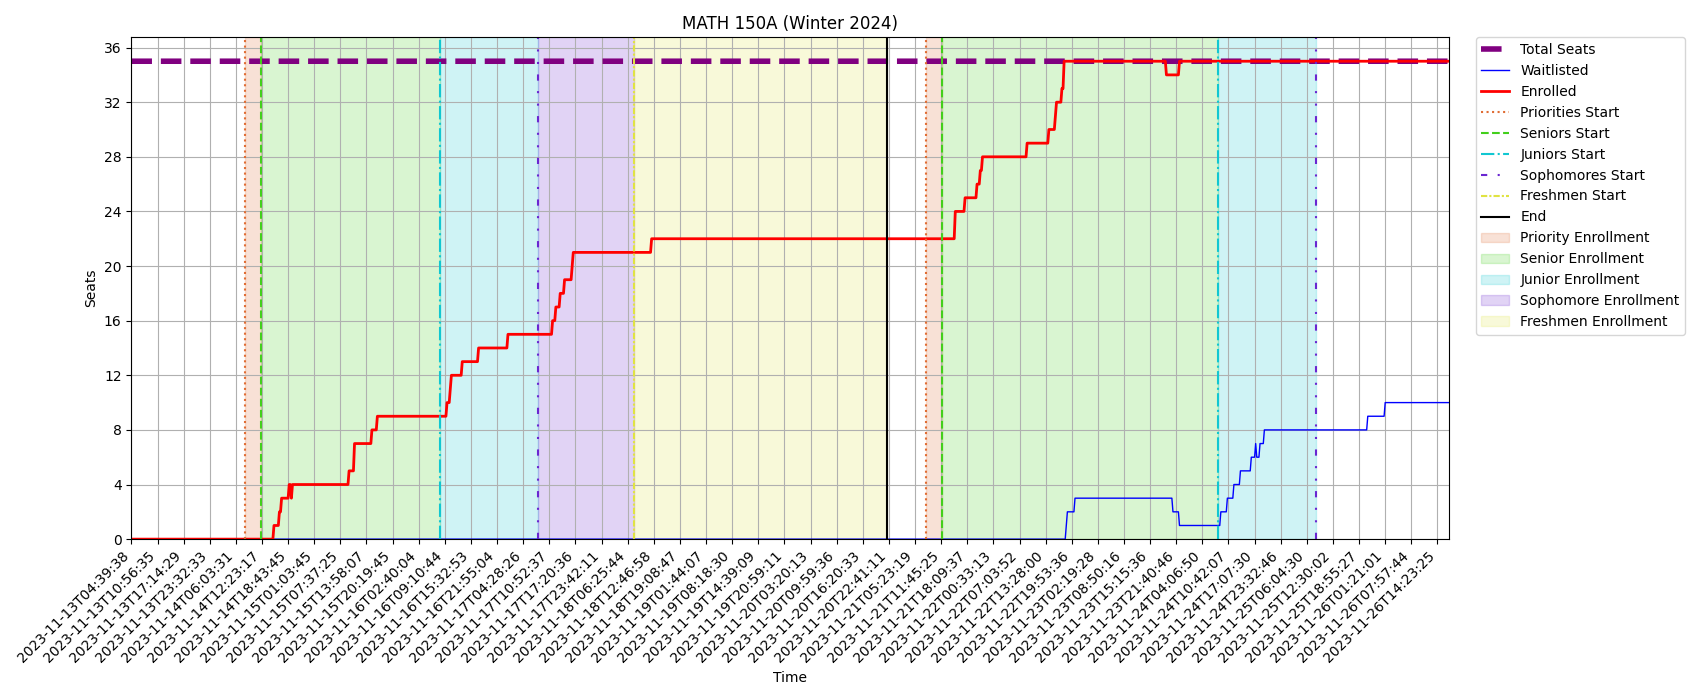 MATH 150A (Winter 2024)
36
32
28
24
20
16
12
8
4
0
Seats
2023-11-13T04:39:38
2023-11-13T10:56:35
2023-11-13T17:14:29
2023-11-13T23:32:33
2023-11-14T06:03:31
2023-11-14T12:23:17
2023-11-14T18:43:45
2023-11-15T01:03:45
2023-11-15T07:37:25
2023-11-15T13:58:07
2023-11-15T20:19:45
2023-11-16T02:40:04
2023-11-16T09:10:44
2023-11-16T15:32:53
2023-11-16T21:55:04
2023-11-17T04:28:26
2023-11-17T10:52:37
2023-11-17T17:20:36
2023-11-17T23:42:11
2023-11-18T06:25:44
2023-11-18T12:46:58
2023-11-18T19:08:47
2023-11-19T01:44:07
2023-11-19T08:18:30
2023-11-19T14:39:09
2023-11-19T20:59:11
2023-11-20T03:20:13
2023-11-20T09:59:36
2023-11-20T16:20:33
2023-11-20T22:41:11
2023-11-21T05:23:19
2023-11-21T11:45:25
2023-11-21T18:09:37
2023-11-22T00:33:13
2023-11-22T07:03:52
2023-11-22T13:28:00
2023-11-22T19:53:36
2023-11-23T02:19:28
2023-11-23T08:50:16
2023-11-23T15:15:36
2023-11-23T21:40:46
2023-11-24T04:06:50
2023-11-24T10:42:07
2023-11-24T17:07:30
2023-11-24T23:32:46
2023-11-25T06:04:30
2023-11-25T12:30:02
2023-11-25T18:55:27
2023-11-26T01:21:01
2023-11-26T07:57:44
2023-11-26T14:23:25
Time
Total Seats
Waitlisted
Enrolled
Priorities Start
Seniors Start
Juniors Start
Sophomores Start
Freshmen Start
End
Priority Enrollment
Senior Enrollment
Junior Enrollment
Sophomore Enrollment
Freshmen Enrollment